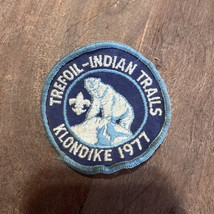 TREFOIL-INDIAN TRAILS
KLONDIKE 1977